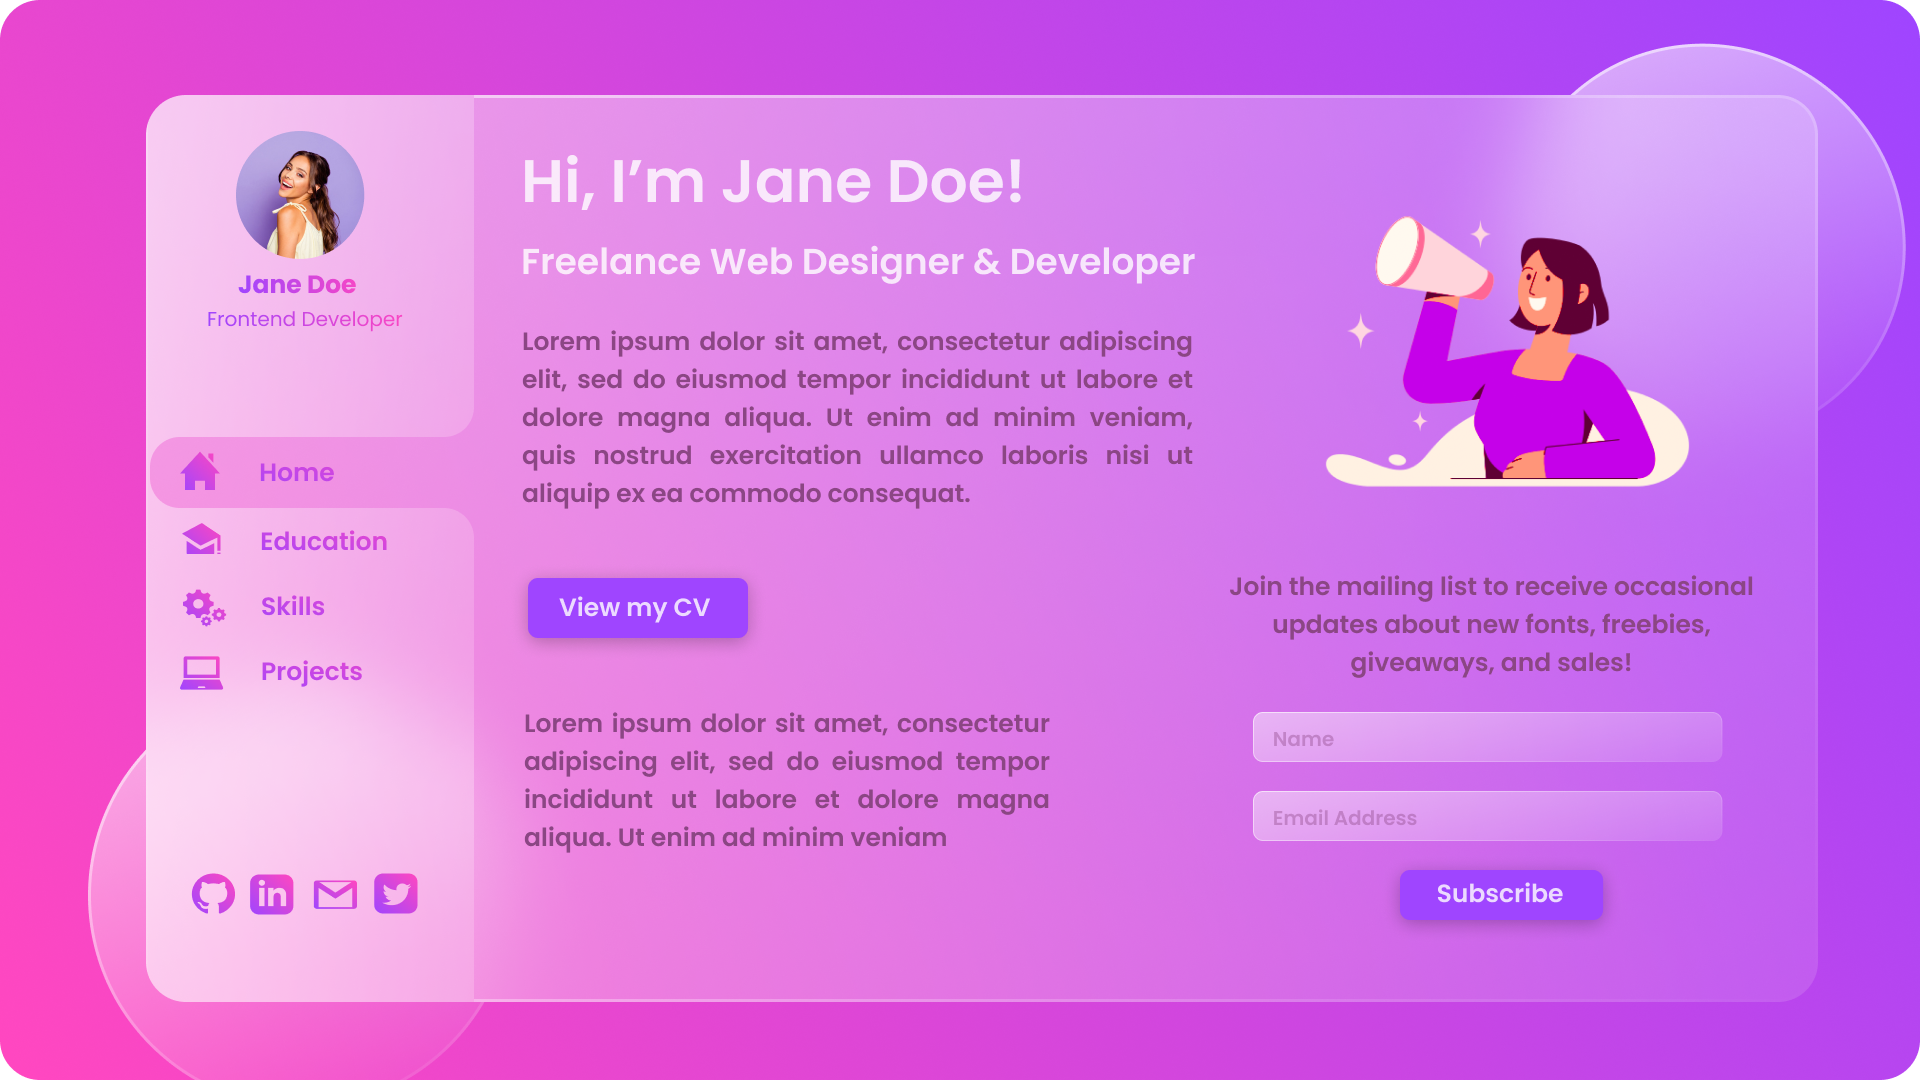 Jane Doe
Frontend Developer
Home
Education
Skills
Projects
in
Hi, I’m Jane Doe!
Freelance Web Designer & Developer
Lorem ipsum dolor sit amet, consectetur adipiscing
elit, sed do eiusmod tempor incididunt ut labore et
dolore magna aliqua. Ut enim ad minim veniam,
quis nostrud exercitation ullamco laboris nisi ut
aliquip ex ea commodo consequat.
View my CV
Lorem ipsum dolor sit amet, consectetur
adipiscing elit, sed do eiusmod tempor
incididunt ut labore et dolore magna
aliqua. Ut enim ad minim veniam
Join the mailing list to receive occasional
updates about new fonts, freebies,
giveaways, and sales!
Name
Email Address
Subscribe